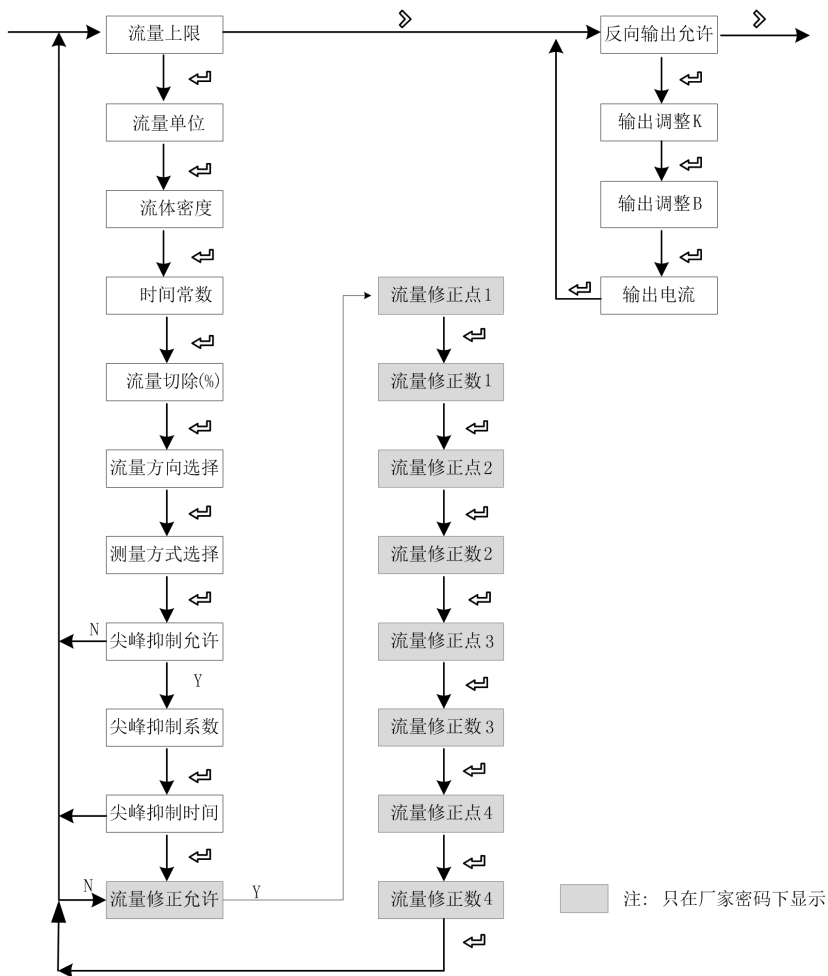 流量上限
流量单位
流体密度
时间常数
流量切除(%)
流量方向选择
测量方式选择
N
尖峰抑制允许
Y
尖峰抑制系数
尖峰抑制时间
N
流量修正允许
Y
流量修正点1
流量修正数1
流量修正点2
流量修正数2
流量修正点3
流量修正数3
流量修正点4
流量修正数4
反向输出允许
输出调整K
输出调整B
输出电流
注: 只在厂家密码下显示